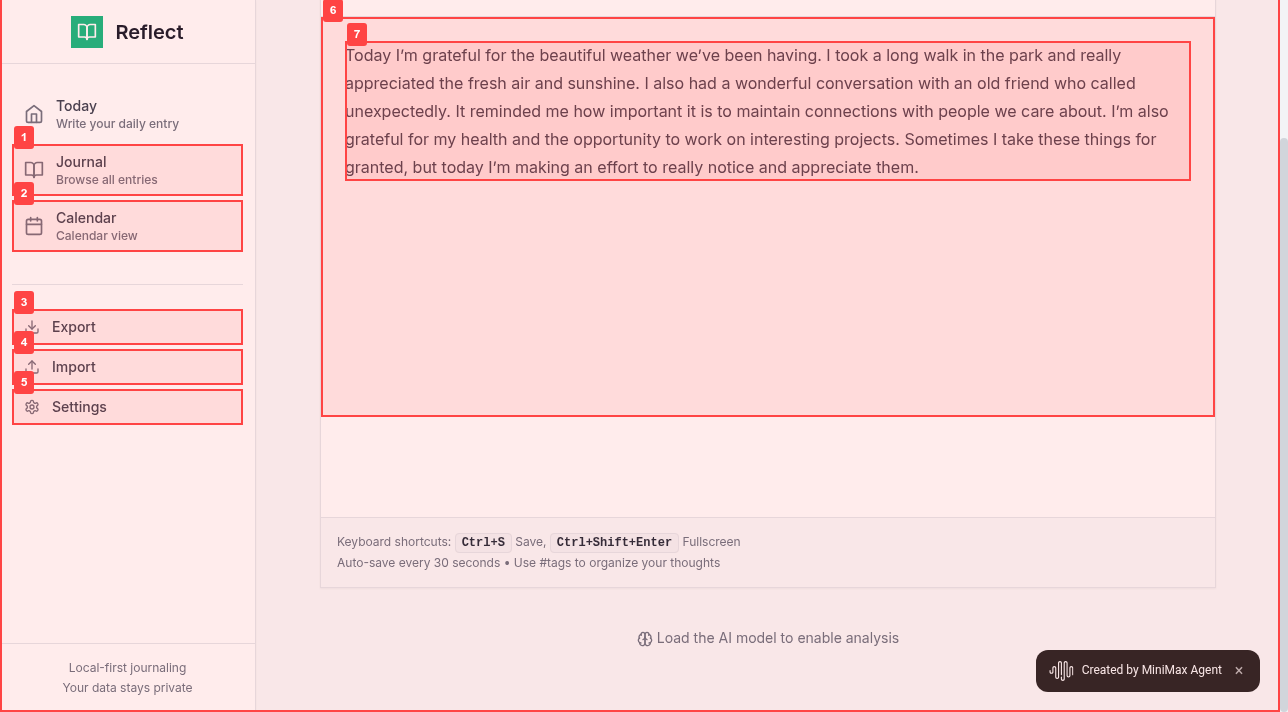 Reflect
Today
Write your daily entry
1
Journal
Browse all entries
2
Calendar
Calendar view
3
Export
4
Import
5
Settings
Local-first journaling
Your data stays private
6
7
Today I'm grateful for the beautiful weather we've been having. I took a long walk in the park and really
appreciated the fresh air and sunshine. I also had a wonderful conversation with an old friend who called
unexpectedly. It reminded me how important it is to maintain connections with people we care about. I'm also
grateful for my health and the opportunity to work on interesting projects. Sometimes I take these things for
granted, but today I'm making an effort to really notice and appreciate them.
Keyboard shortcuts: Ctrl+S Save, Ctrl+Shift+Enter Fullscreen
Auto-save every 30 seconds • Use #tags to organize your thoughts
Load the AI model to enable analysis
Created by MiniMax Agent ×